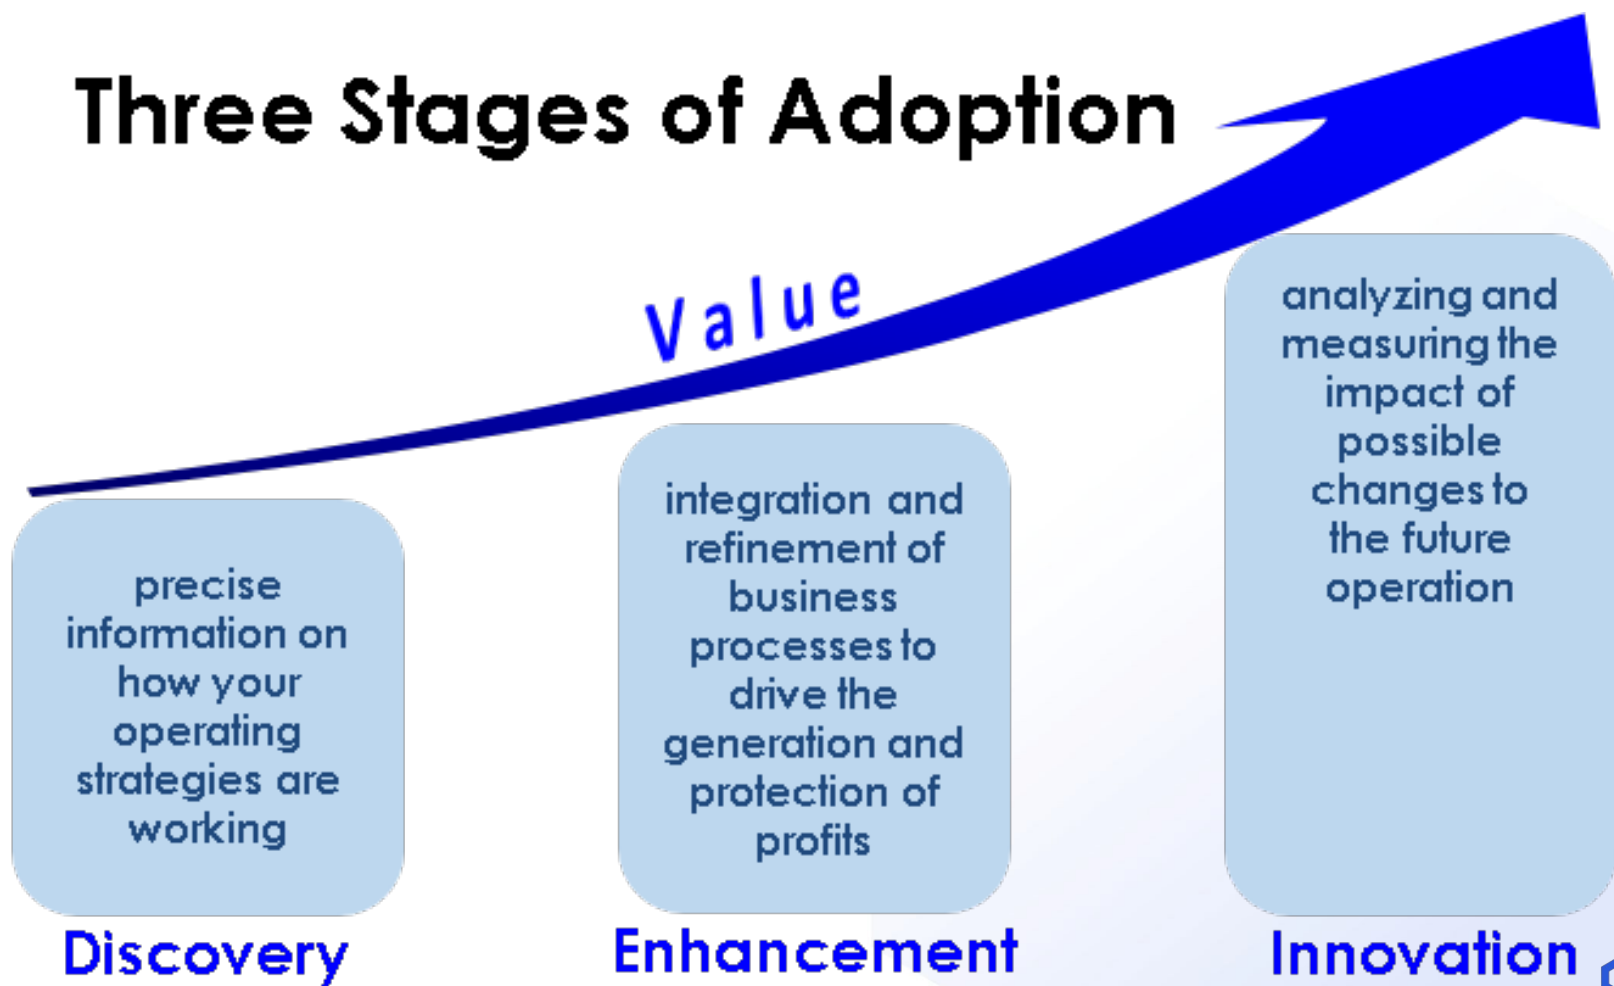 Three Stages of Adoption
Value
precise
information on
how your
operating
strategies are
working
Discovery
integration and
refinement of
business
processes to
drive the
generation and
protection of
profits
Enhancement
analyzing and
measuring the
impact of
possible
changes to
the future
operation
Innovation